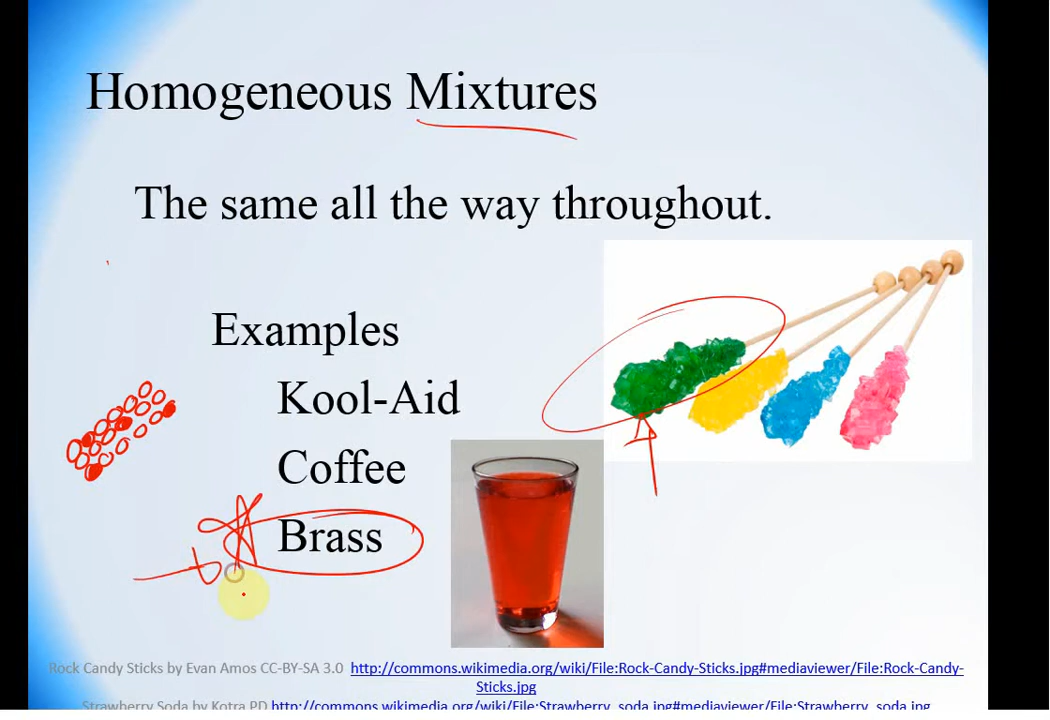 Homogeneous Mixtures
The same all the way throughout.
Examples
Kool-Aid
Coffee
Brass
Rock Candy Sticks by Evan Amos CC-BY-SA 3.0 http://commons.wikimedia.org/wiki/File:Rock-Candy-Sticks.jpg#mediaviewer/File:Rock-Candy-
Sticks.jpg
Strawberry Soda by Kotra PD http://commons.wikimedia.org/wiki/File:Strawberry_soda.jpg#mediaviewer/File:Strawberry_soda.jpg